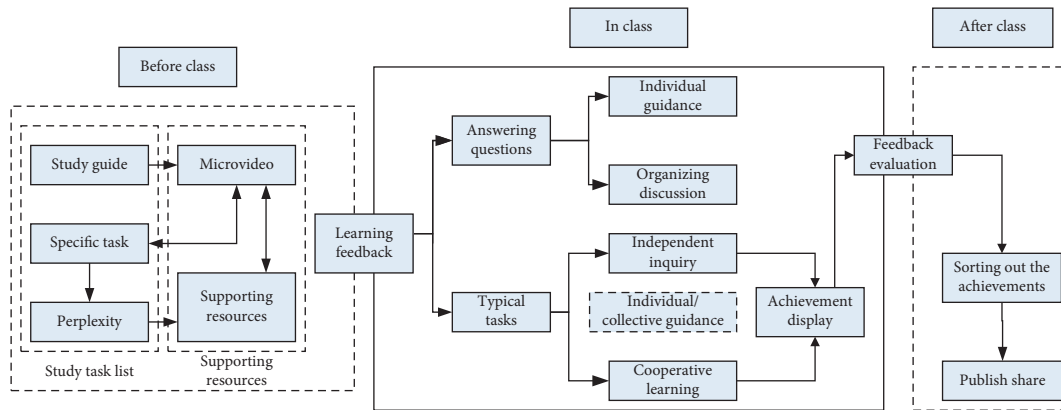 Before class
Study guide
Microvideo
Specific task
Perplexity
Supporting
resources
Study task list
Supporting
resources
In class
Learning
feedback
Answering
questions
Individual
guidance
Organizing
discussion
Typical
tasks
Independent
inquiry
Individual/
collective guidance
Cooperative
learning
Achievement
display
Feedback
evaluation
After class
Sorting out the
achievements
Publish share